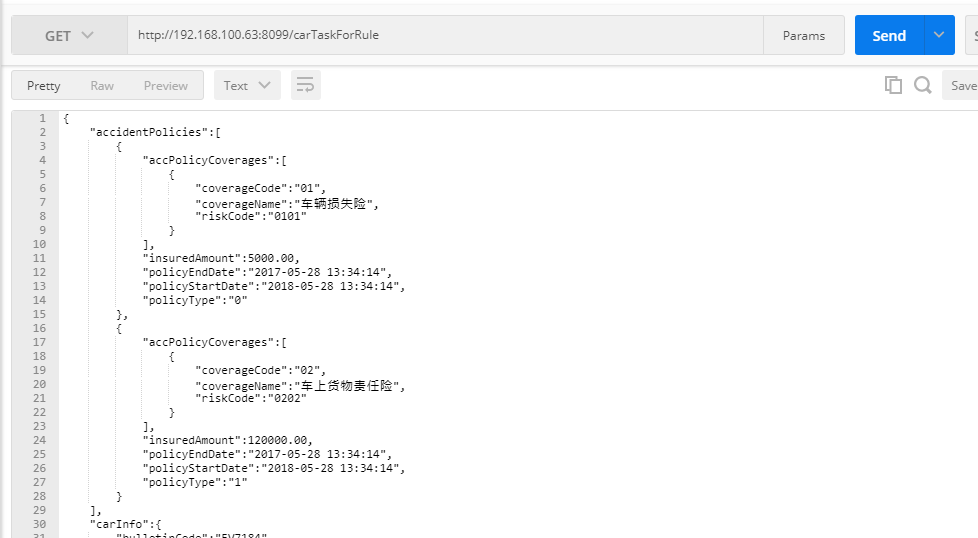 GET http://192.168.100.63:8099/carTaskForRule Params Send
Pretty Raw Preview Text Save
1 {
2 "accidentPolicies":[
3 {
4 "accPolicyCoverages":[
5 {
6 "coverageCode":"01",
7 "coverageName":"车辆损失险",
8 "riskCode":"0101"
9 }
10 ],
11 "insuredAmount":5000.00,
12 "policyEndDate":"2017-05-28 13:34:14",
13 "policyStartDate":"2018-05-28 13:34:14",
14 "policyType":"0"
15 },
16 {
17 "accPolicyCoverages":[
18 {
19 "coverageCode":"02",
20 "coverageName":"车上货物责任险",
21 "riskCode":"0202"
22 }
23 ],
24 "insuredAmount":120000.00,
25 "policyEndDate":"2017-05-28 13:34:14",
26 "policyStartDate":"2018-05-28 13:34:14",
27 "policyType":"1"
28 }
29 ],
30 "carInfo":{